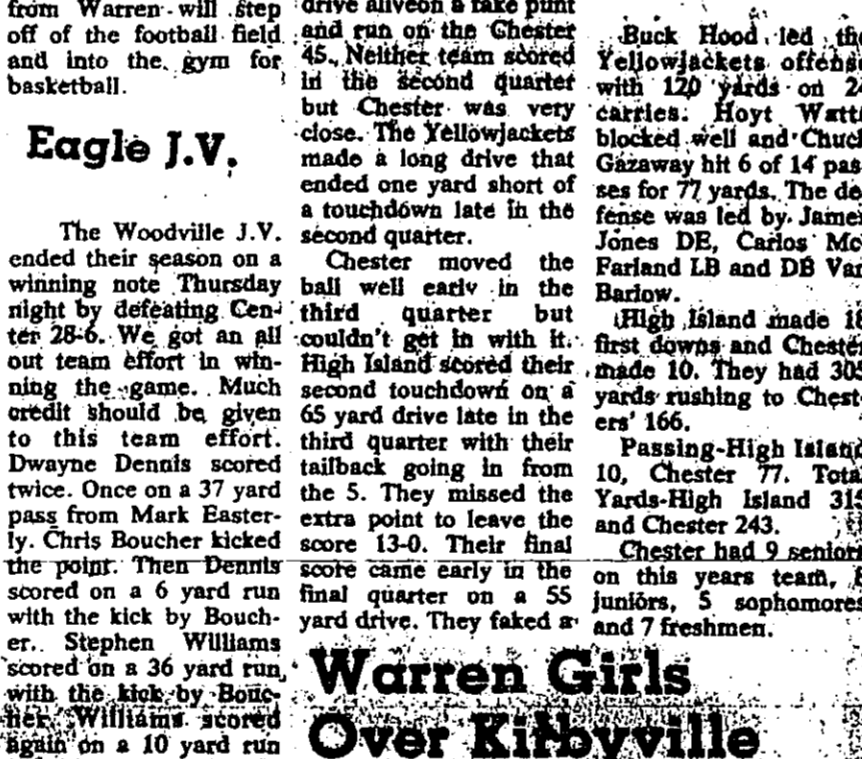 from Warren will step
off of the football field
and into the gym for
basketball.
Eagle J.V.
The Woodville J.V.
ended their season on a
winning note Thursday
night by defeating Cen-
ter 28-6. We got an all
out team effort in win-
ning the game. Much
credit should be given
to this team effort.
Dwayne Dennis scored
twice. Once on a 37 yard
pass from Mark Easter-
ly. Chris Boucher kicked
the point. Then Dennis
scored on a 6 yard run
with the kick by Bouch-
er. Stephen Williams
scored on a 36 yard run
with the kick by Bouc-
her. Williams scored
again on a 10 yard run
drive aliveon a fake punt
and run on the Chester
45. Neither team scored
in the second quarter
but Chester was very
close. The Yellowjackets
made a long drive that
ended one yard short of
a touchdown late in the
second quarter.
Chester moved the
ball well early in the
third quarter but
couldn't get in with it.
High Island scored their
second touchdown on a
65 yard drive late in the
third quarter with their
tailback going in from
the 5. They missed the
extra point to leave the
score 13-0. Their final
score came early in the
final quarter on a 55
yard drive. They faked a
Buck Hood led the
Yellowjackets offense
with 120 yards on 24
carries. Hoyt Watts
blocked well and Chuck
Gazaway hit 6 of 14 pas-
ses for 77 yards. The de-
fense was led by James
Jones DE, Carlos Mc-
Farland LB and DB Van
Barlow.
High Island made 18
first downs and Chester
made 10. They had 305
yards rushing to Chest-
ers' 166.
Passing-High Island
10, Chester 77. Total
Yards-High Island 315
and Chester 243.
Chester had 9 seniors
on this years team,
juniors, 5 sophomores
and 7 freshmen.
Warren Girls
Over Kirbyville